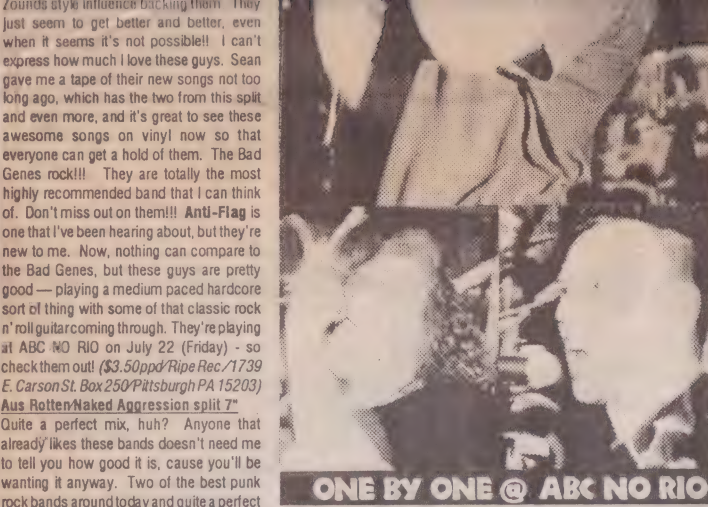 Zounds style influence backing them They
just seem to get better and better, even
when it seems it's not possible!! I can't
express how much I love these guys. Sean
gave me a tape of their new songs not too
long ago, which has the two from this split
and even more, and it's great to see these
awesome songs on vinyl now so that
everyone can get a hold of them. The Bad
Genes rock!!! They are totally the most
highly recommended band that I can think
of. Don't miss out on them!!! Anti-Flag is
one that I've been hearing about, but they're
new to me. Now, nothing can compare to
the Bad Genes, but these guys are pretty
good — playing a medium paced hardcore
sort of thing with some of that classic rock
n' roll guitar coming through. They're playing
at ABC NO RIO on July 22 (Friday) - so
check them out! ($3.50ppd/Ripe Rec/1739
E. Carson St. Box 250/Pittsburgh PA 15203)
Aus Rotten/Naked Aggression split 7"
Quite a perfect mix, huh? Anyone that
already likes these bands doesn't need me
to tell you how good it is, cause you'll be
wanting it anyway. Two of the best punk
rock bands around today and quite a perfect
ONE BY ONE @ ABC NO RIO